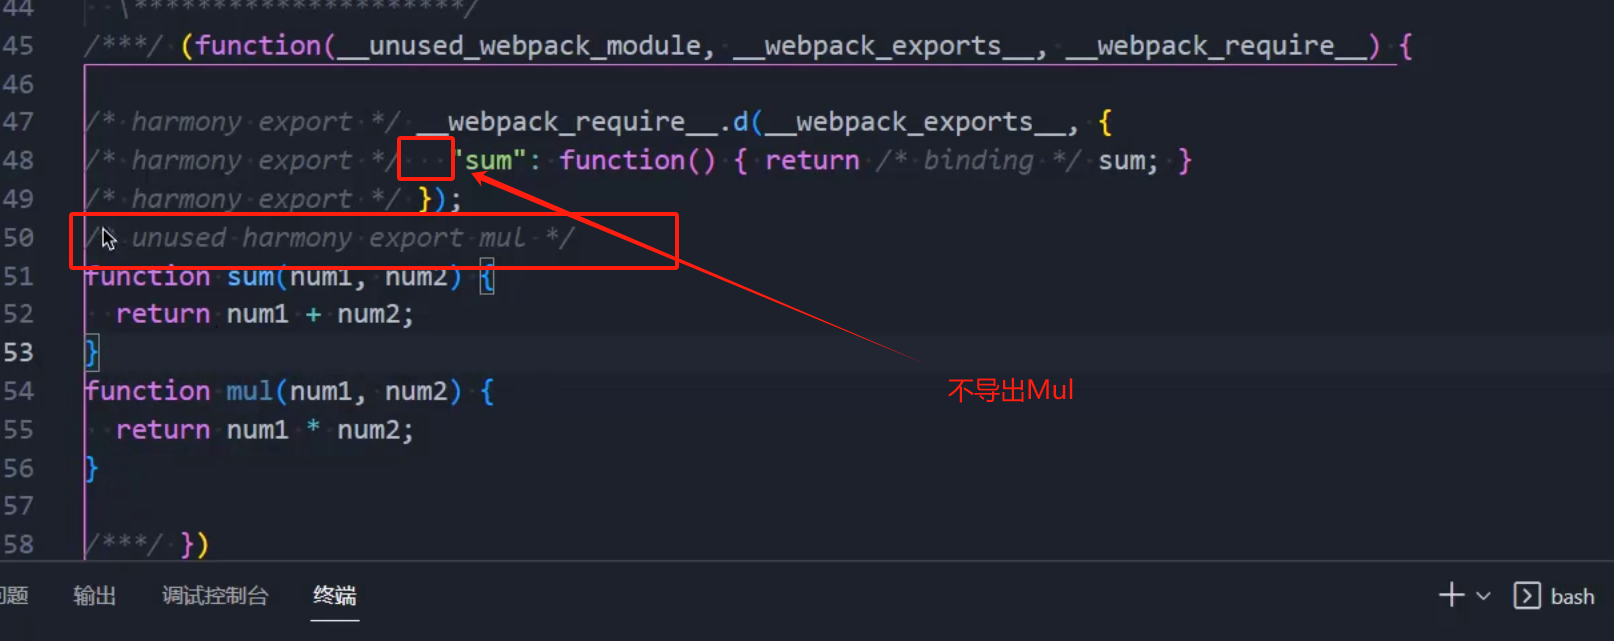 44 \*********************/
45 /***/ (function(__unused_webpack_module, __webpack_exports__, __webpack_require__) {
46
47 /* harmony export */ __webpack_require__.d(__webpack_exports__, {
48 /* harmony export */   "sum": function() { return /* binding */ sum; }
49 /* harmony export */ });
50 /* unused harmony export mul */
51 function sum(num1, num2) {
52   return num1 + num2;
53 }
54 function mul(num1, num2) {
55   return num1 * num2;
56 }
57
58 /***/ })
不导出Mul
问题 输出 调试控制台 终端 bash